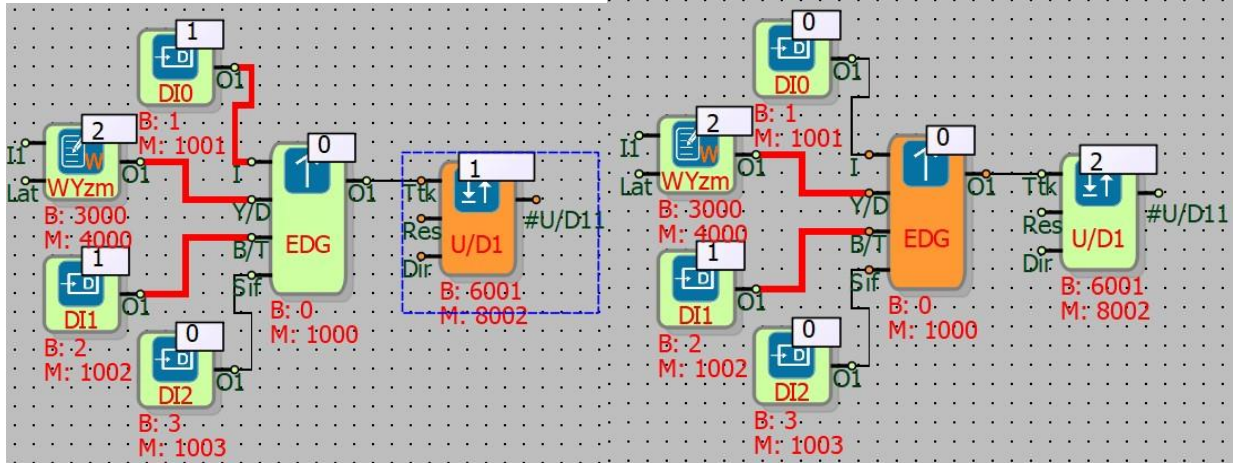 1
D
O1
DI0
B: 1
M: 1001
2
W
I1
Lat
O1
WYzm
B: 3000
M: 4000
0
I
Y/D
B/T
Sif
O1
EDG
B: 0
M: 1000
1
Ttk
Res
Dir
#U/D11
U/D1
B: 6001
M: 8002
1
D
O1
DI1
B: 2
M: 1002
0
D
O1
DI2
B: 3
M: 1003
0
D
O1
DI0
B: 1
M: 1001
2
W
I1
Lat
O1
WYzm
B: 3000
M: 4000
0
I
Y/D
B/T
Sif
O1
EDG
B: 0
M: 1000
2
Ttk
Res
Dir
#U/D11
U/D1
B: 6001
M: 8002
1
D
O1
DI1
B: 2
M: 1002
0
D
O1
DI2
B: 3
M: 1003